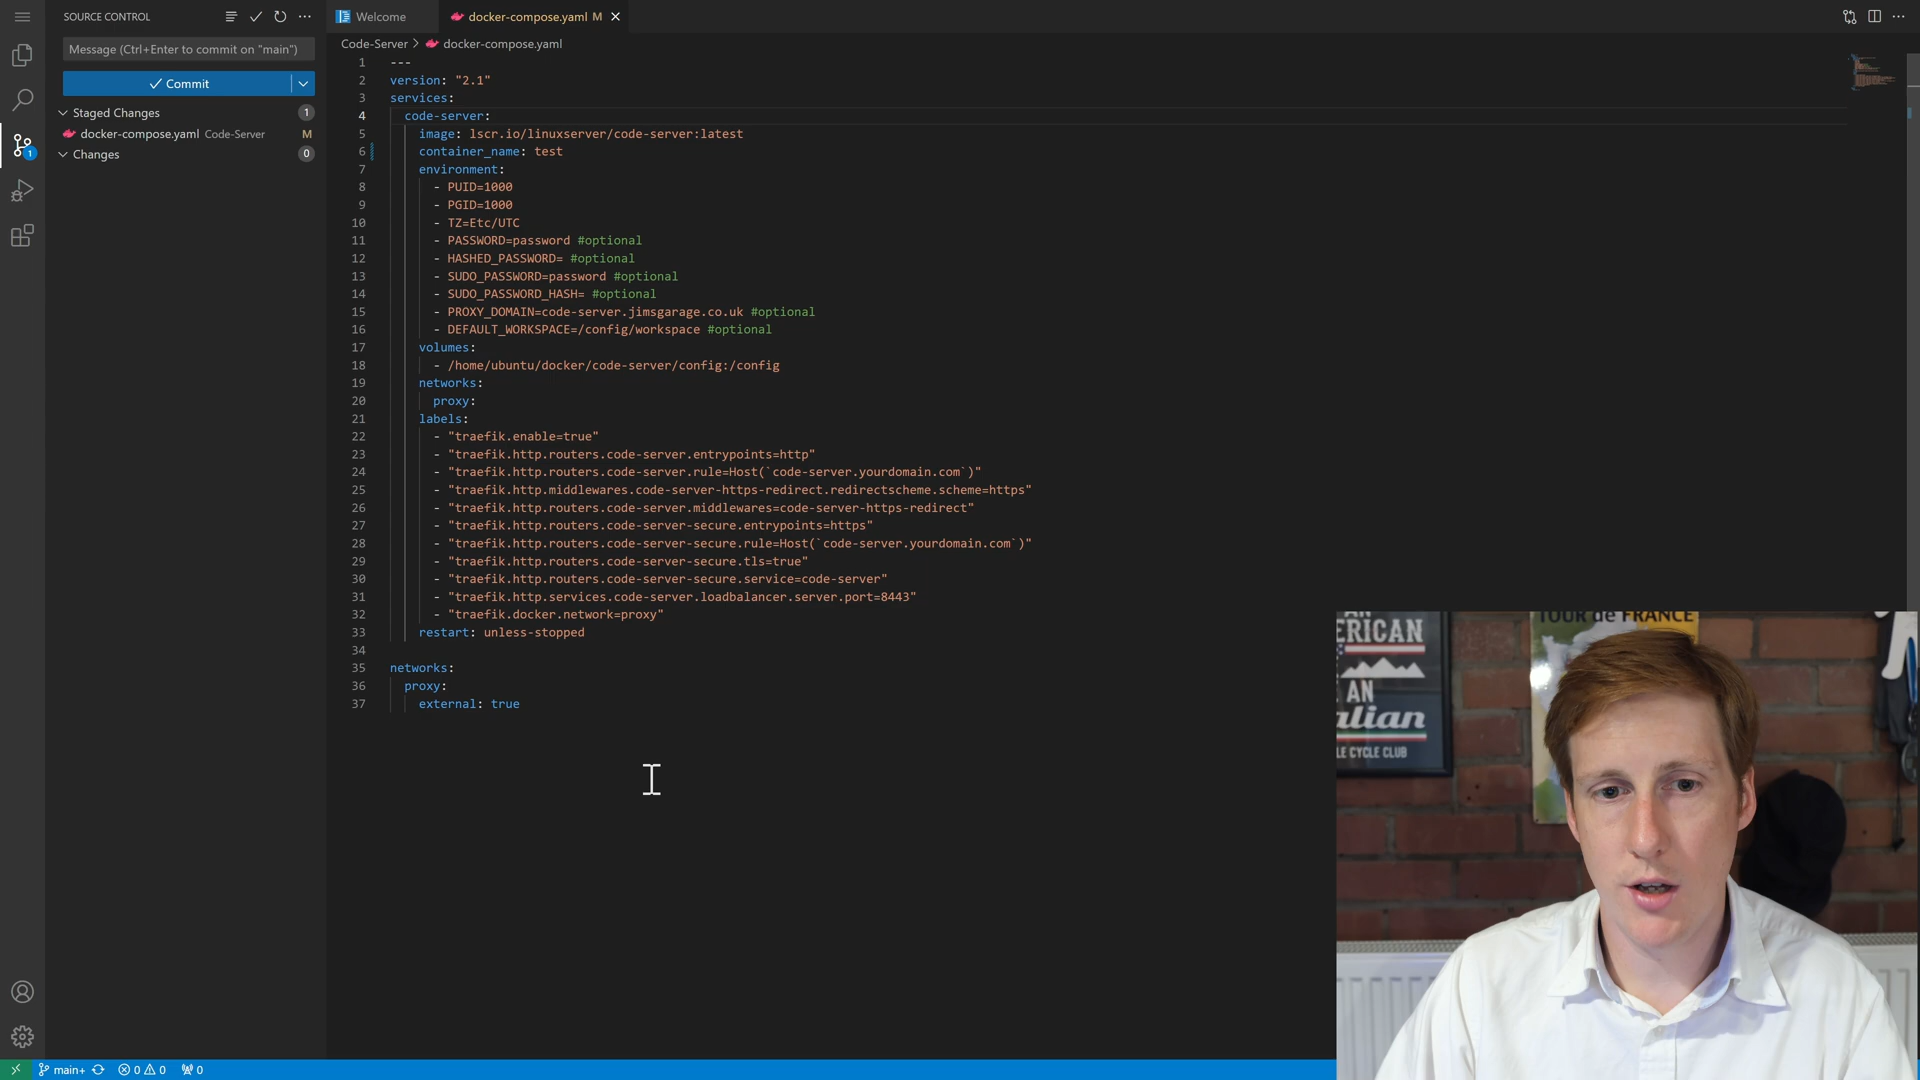 SOURCE CONTROL
Message (Ctrl+Enter to commit on "main")
Commit
Staged Changes 1
docker-compose.yaml Code-Server M
Changes 0
Welcome
docker-compose.yaml M
Code-Server > docker-compose.yaml
1 ---
2 version: "2.1"
3 services:
4 code-server:
5 image: lscr.io/linuxserver/code-server:latest
6 container_name: test
7 environment:
8 - PUID=1000
9 - PGID=1000
10 - TZ=Etc/UTC
11 - PASSWORD=password #optional
12 - HASHED_PASSWORD= #optional
13 - SUDO_PASSWORD=password #optional
14 - SUDO_PASSWORD_HASH= #optional
15 - PROXY_DOMAIN=code-server.jimsgarage.co.uk #optional
16 - DEFAULT_WORKSPACE=/config/workspace #optional
17 volumes:
18 - /home/ubuntu/docker/code-server/config:/config
19 networks:
20 proxy:
21 labels:
22 - "traefik.enable=true"
23 - "traefik.http.routers.code-server.entrypoints=http"
24 - "traefik.http.routers.code-server.rule=Host(`code-server.yourdomain.com`)"
25 - "traefik.http.middlewares.code-server-https-redirect.redirectscheme.scheme=https"
26 - "traefik.http.routers.code-server.middlewares=code-server-https-redirect"
27 - "traefik.http.routers.code-server-secure.entrypoints=https"
28 - "traefik.http.routers.code-server-secure.rule=Host(`code-server.yourdomain.com`)"
29 - "traefik.http.routers.code-server-secure.tls=true"
30 - "traefik.http.routers.code-server-secure.service=code-server"
31 - "traefik.http.services.code-server.loadbalancer.server.port=8443"
32 - "traefik.docker.network=proxy"
33 restart: unless-stopped
34
35 networks:
36 proxy:
37 external: true
1
main+
0 0
0
AN
ERICAN
AN
alian
LE CYCLE CLUB
TOUR de FRANCE